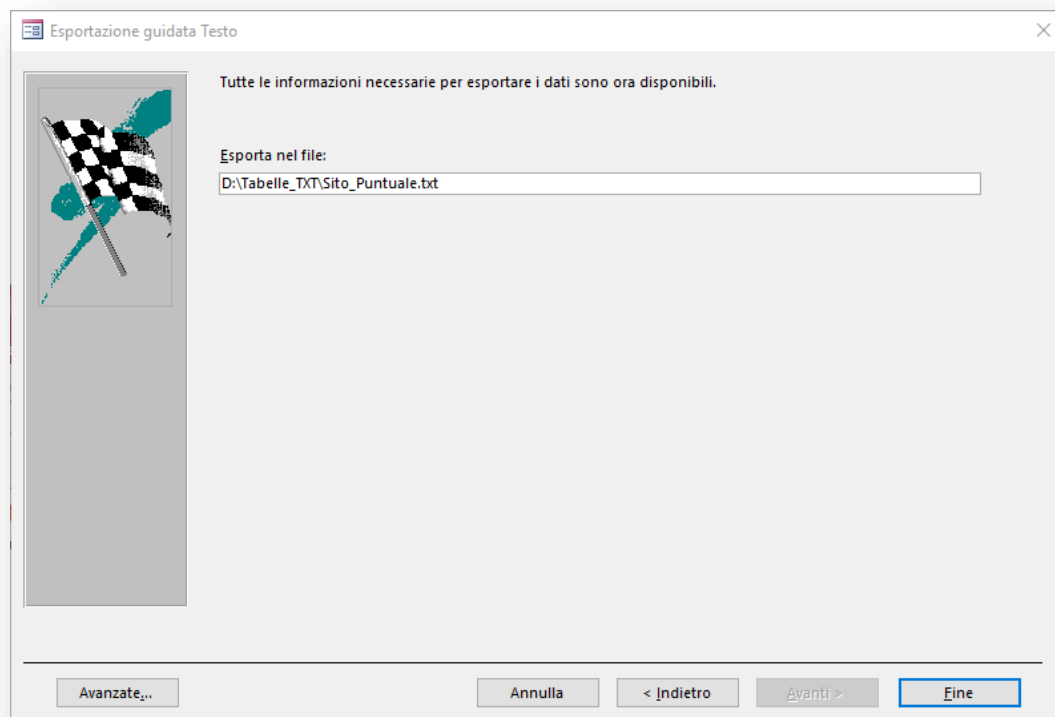 Esportazione guidata Testo
Tutte le informazioni necessarie per esportare i dati sono ora disponibili.
Esporta nel file:
D:\Tabelle_TXT\Sito_Puntuale.txt
Avanzate... Annulla < Indietro Avanti > Fine